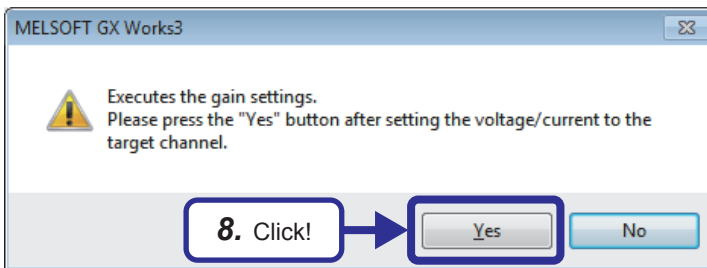 MELSOFT GX Works3
Executes the gain settings.
Please press the "Yes" button after setting the voltage/current to the
target channel.
8. Click!
Yes
No